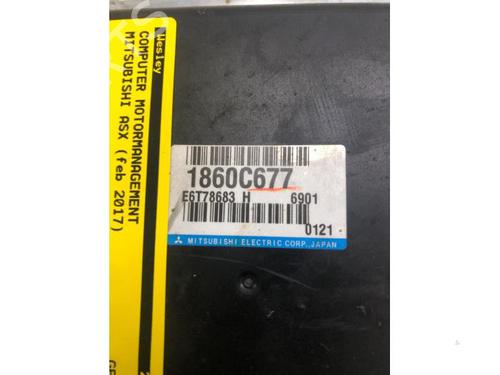 Wesley
COMPUTER MOTORMANAGEMENT
MITSUBISHI ASX (feb 2017)
1860C677
E6T78683 H 6901
0121
MITSUBISHI ELECTRIC CORP., JAPAN